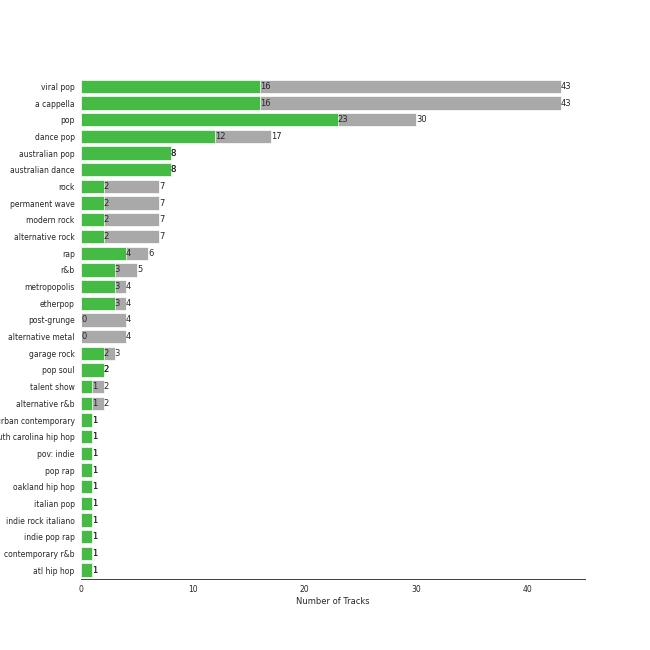 viral pop 16 43
a cappella 16 43
pop 23 30
dance pop 12 17
australian pop 8
australian dance 8
rock 2 7
permanent wave 2 7
modern rock 2 7
alternative rock 2 7
rap 4 6
r&b 3 5
metropopolis 3 4
etherpop 3 4
post-grunge 0 4
alternative metal 0 4
garage rock 2 3
pop soul 2
talent show 1 2
alternative r&b 1 2
rban contemporary 1
uth carolina hip hop 1
pov: indie 1
pop rap 1
oakland hip hop 1
italian pop 1
indie rock italiano 1
indie pop rap 1
contemporary r&b 1
atl hip hop 1
0 10 20 30 40
Number of Tracks